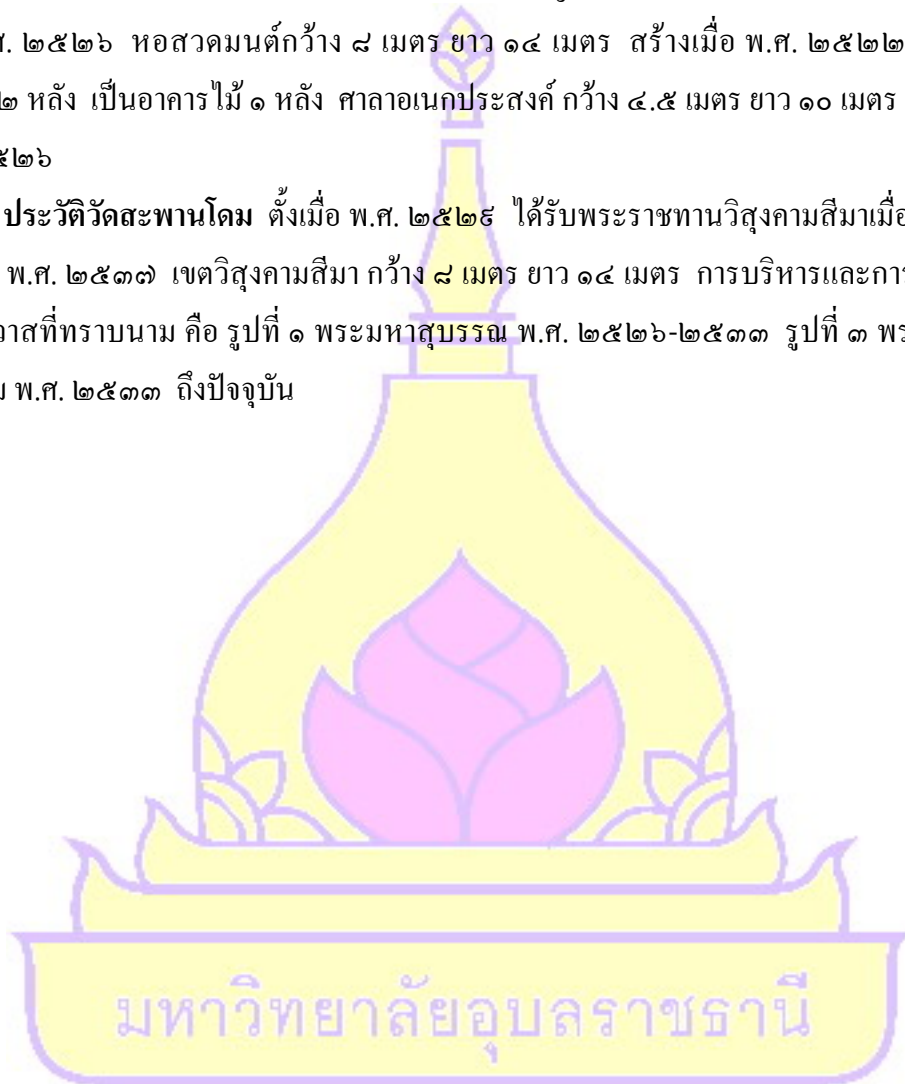 ศ. ๒๕๒๖ หอสวดมนต์กว้าง ๘ เมตร ยาว ๑๔ เมตร สร้างเมื่อ พ.ศ. ๒๕๒๒
๒ หลัง เป็นอาคารไม้ ๑ หลัง ศาลาอเนกประสงค์ กว้าง ๔.๕ เมตร ยาว ๑๐ เมตร
๕๒๖
ประวัติวัดสะพานโดม ตั้งเมื่อ พ.ศ. ๒๕๒๙ ได้รับพระราชทานวิสุงคามสีมาเมื่อ
พ.ศ. ๒๕๓๗ เขตวิสุงคามสีมา กว้าง ๘ เมตร ยาว ๑๔ เมตร การบริหารและการ
วาสที่ทราบนาม คือ รูปที่ ๑ พระมหาสุบรรณ พ.ศ. ๒๕๒๖-๒๕๓๓ รูปที่ ๓ พร
พ.ศ. ๒๕๓๓ ถึงปัจจุบัน
มหาวิทยาลัยอุบลราชธานี